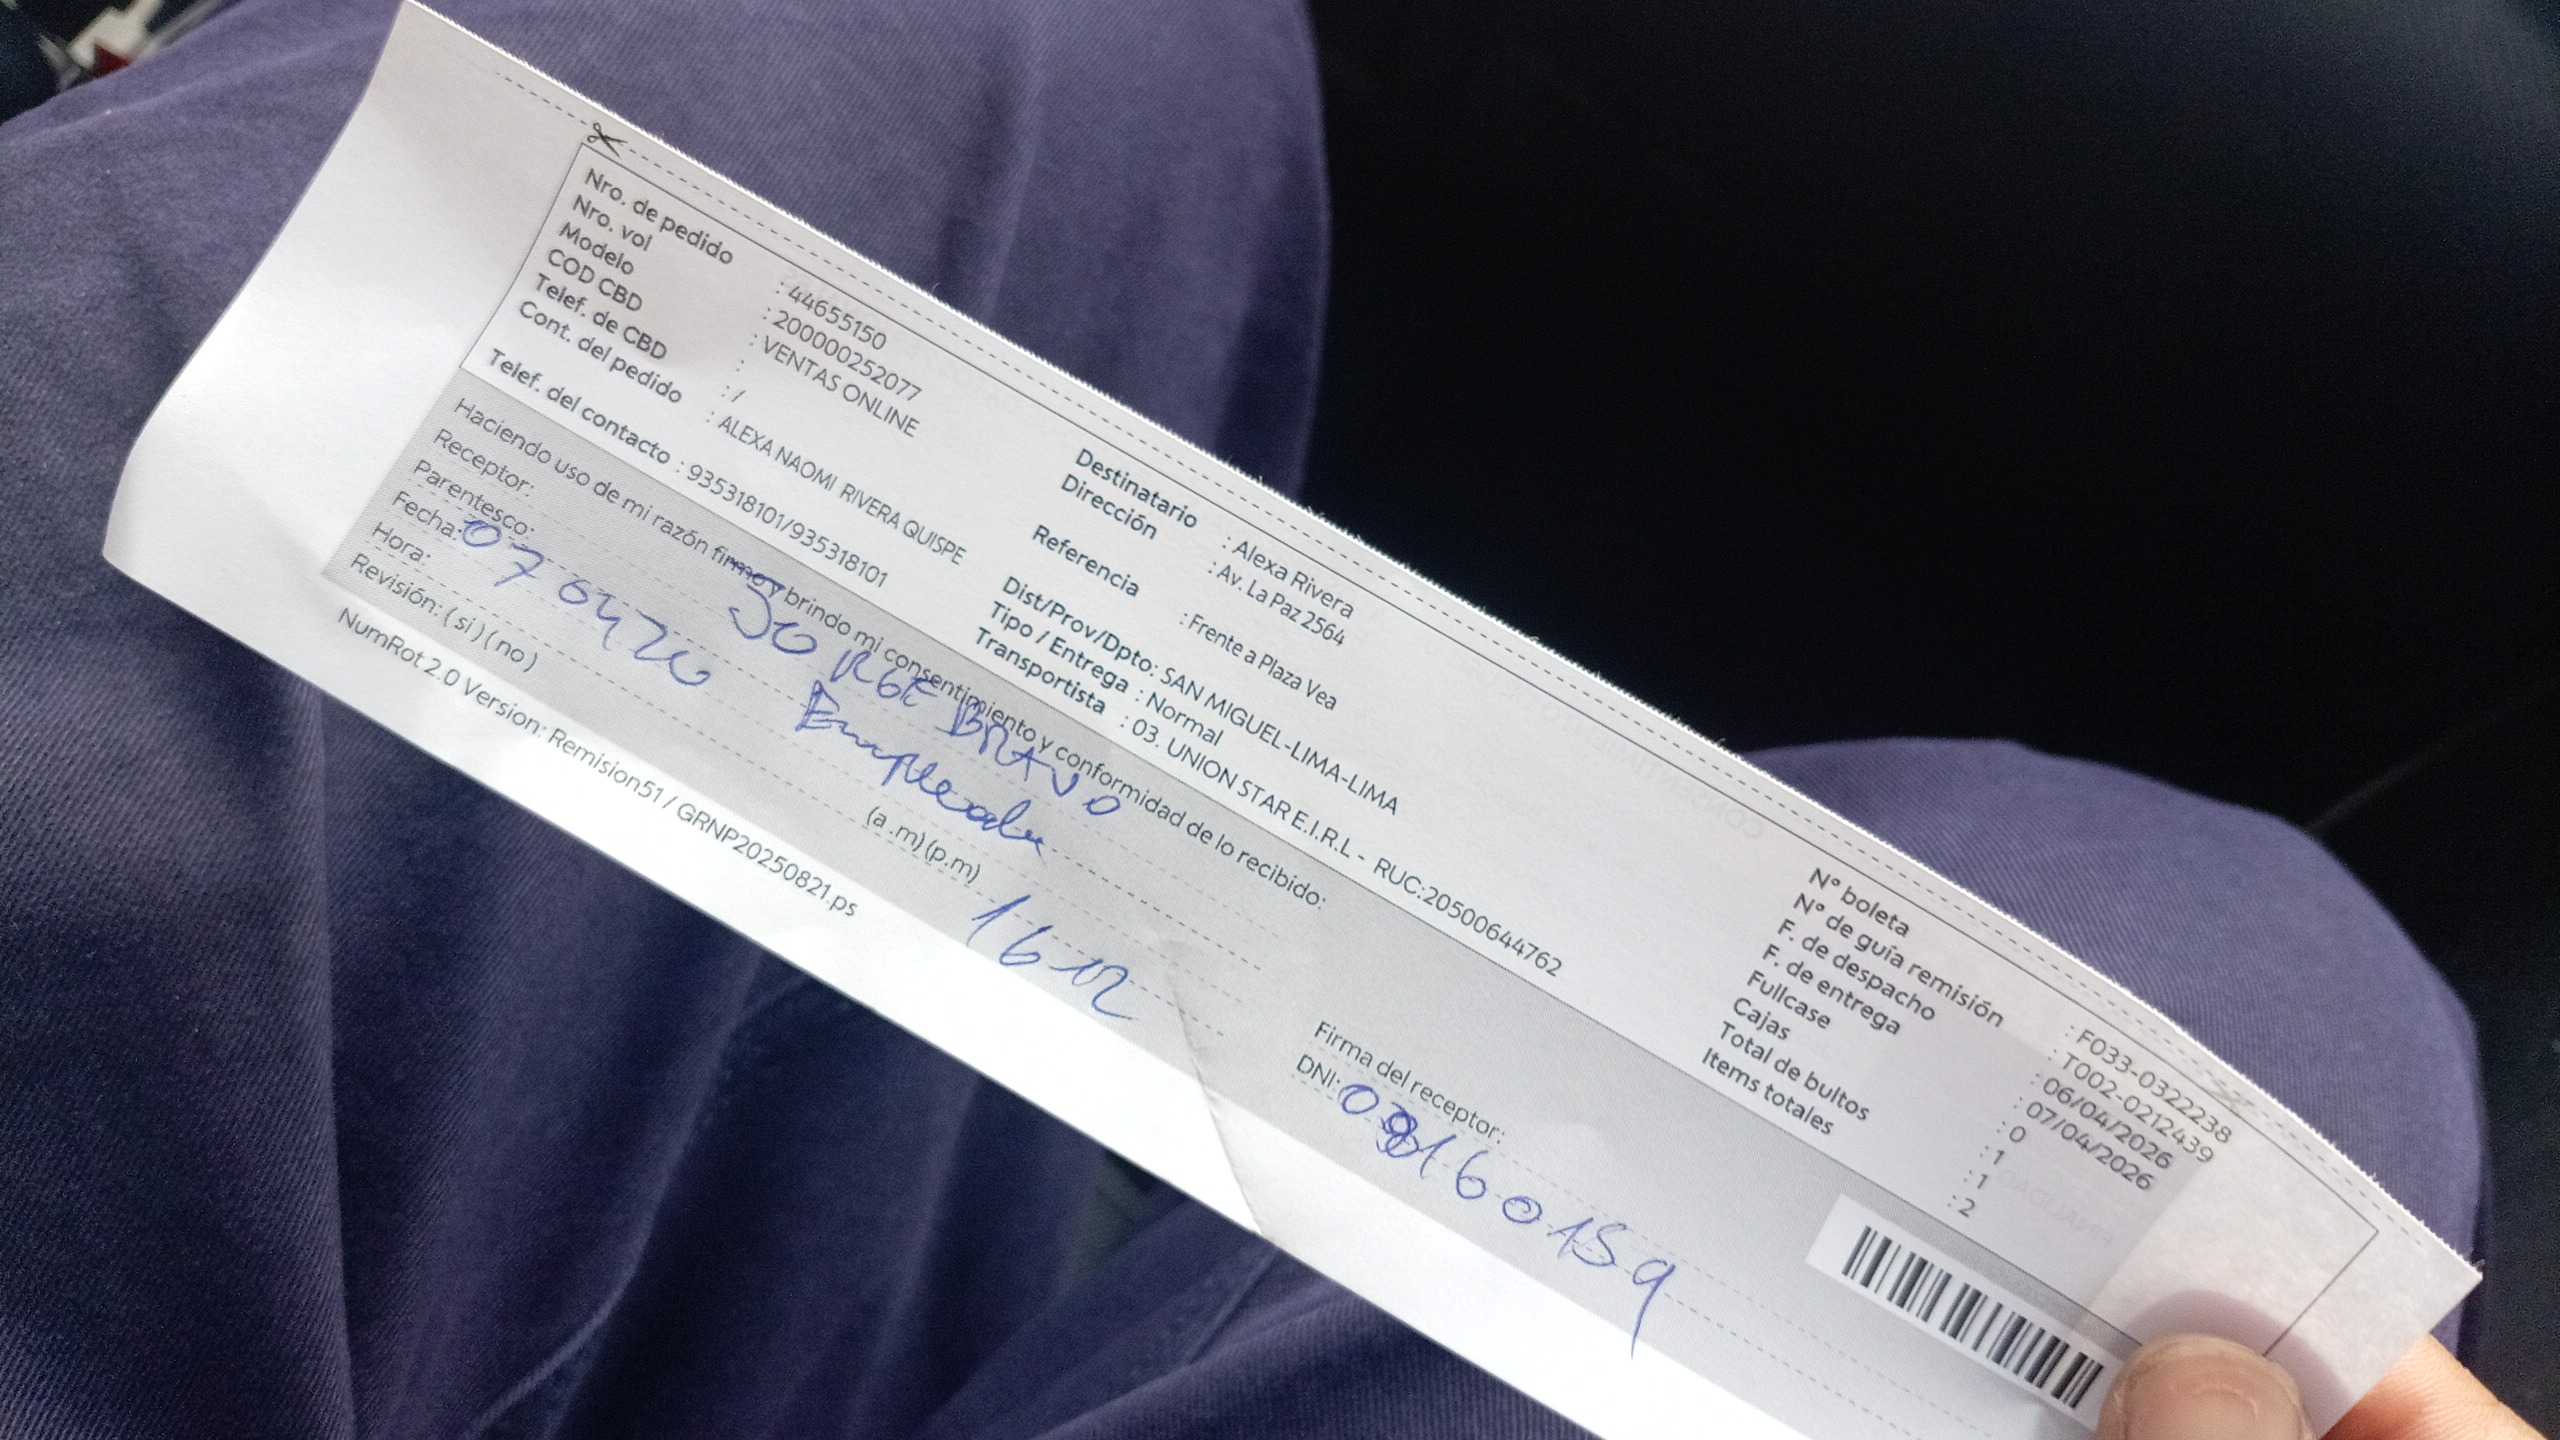 Nro. de pedido : 44655150
Nro. vol : 20000252077
Modelo : VENTAS ONLINE
COD CBD :
Telef. de CBD : /
Cont. del pedido : ALEXA NAOMI RIVERA QUISPE
Telef. del contacto : 935318101/935318101
Destinatario : Alexa Rivera
Dirección : Av. La Paz 2564
Referencia : Frente a Plaza Vea
Dist/Prov/Dpto: SAN MIGUEL-LIMA-LIMA
Tipo / Entrega : Normal
Transportista : 03. UNION STAR E.I.R.L - RUC:20500644762
N° boleta : F033-0322238
N° de guía remisión : T002-0212439
F. de despacho : 06/04/2026
F. de entrega : 07/04/2026
Fullcase : 0
Cajas : 1
Total de bultos : 1
Items totales : 2
Haciendo uso de mi razón firmo y brindo mi consentimiento y conformidad de lo recibido:
Receptor: JORGE BRAVO
Parentesco: Empleado
Fecha: 07 04 26
Hora: (a .m) (p.m) 16 02
Revisión: ( si ) ( no )
Firma del receptor:
DNI:
NumRot 2.0 Version: Remision51 / GRNP20250821.ps